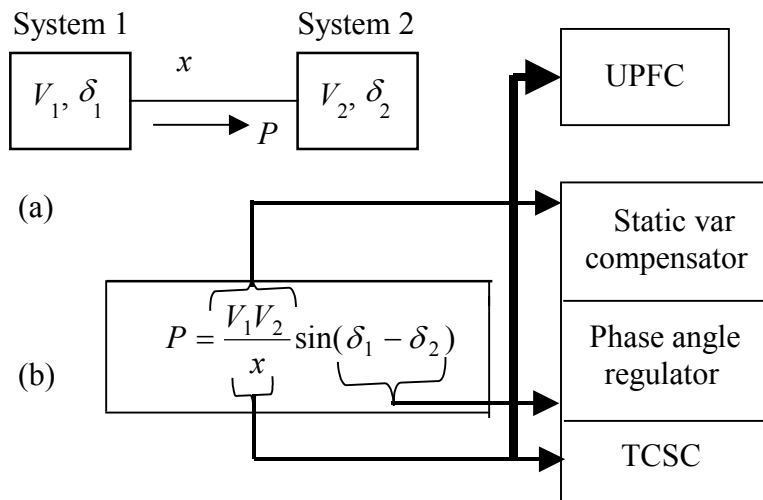 System 1
System 2
x
V₁, δ₁
V₂, δ₂
P
UPFC
(a)
Static var
compensator
(b)
P = V₁V₂ / x sin(δ₁ − δ₂)
Phase angle
regulator
TCSC